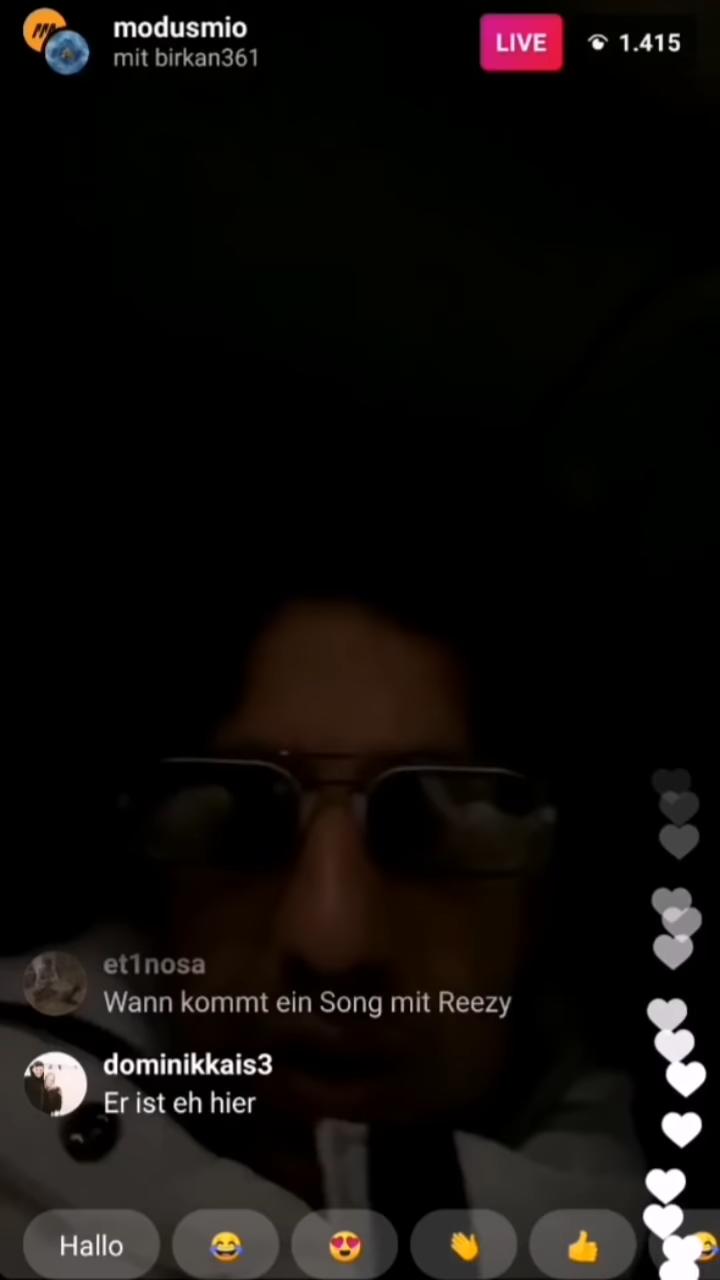 modusmio
mit birkan361
LIVE
1.415
et1nosa
Wann kommt ein Song mit Reezy
dominikkais3
Er ist eh hier
Hallo